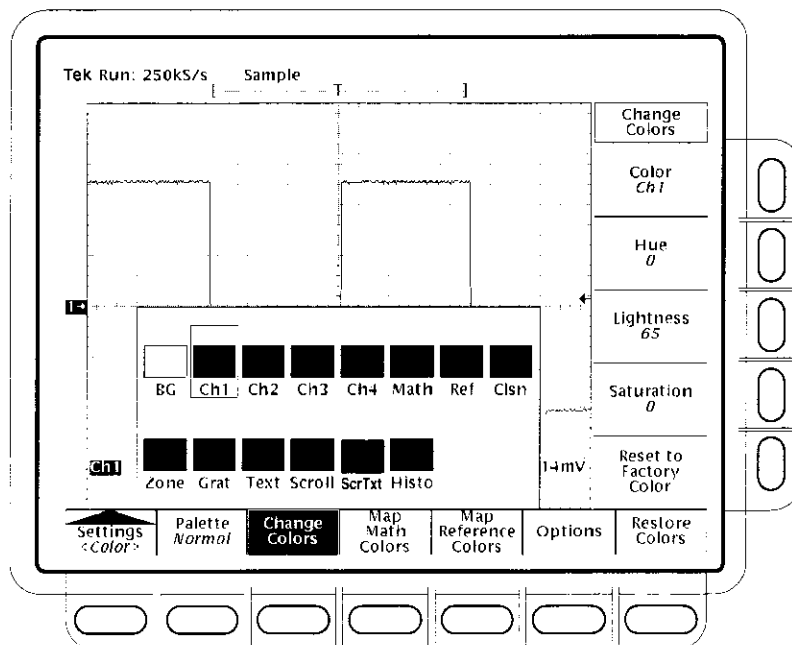 Tek Run: 250kS/s Sample
[ T ]
Change
Colors
Color
Ch1
Hue
0
Lightness
65
Saturation
0
Reset to
Factory
Color
1→
BG Ch1 Ch2 Ch3 Ch4 Math Ref Clsn
Zone Grat Text Scroll ScrTxt Histo
Ch1
14mV
Settings
<Color>
Palette
Normal
Change
Colors
Map
Math
Colors
Map
Reference
Colors
Options
Restore
Colors